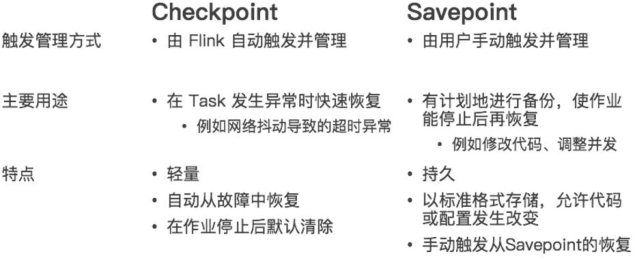 Checkpoint Savepoint
触发管理方式 • 由 Flink 自动触发并管理 • 由用户手动触发并管理
主要用途 • 在 Task 发生异常时快速恢复 • 有计划地进行备份，使作业
能停止后再恢复
• 例如网络抖动导致的超时异常
• 例如修改代码、调整并发
特点 • 轻量 • 持久
• 自动从故障中恢复 • 以标准格式存储，允许代码
或配置发生改变
• 在作业停止后默认清除
• 手动触发从Savepoint的恢复